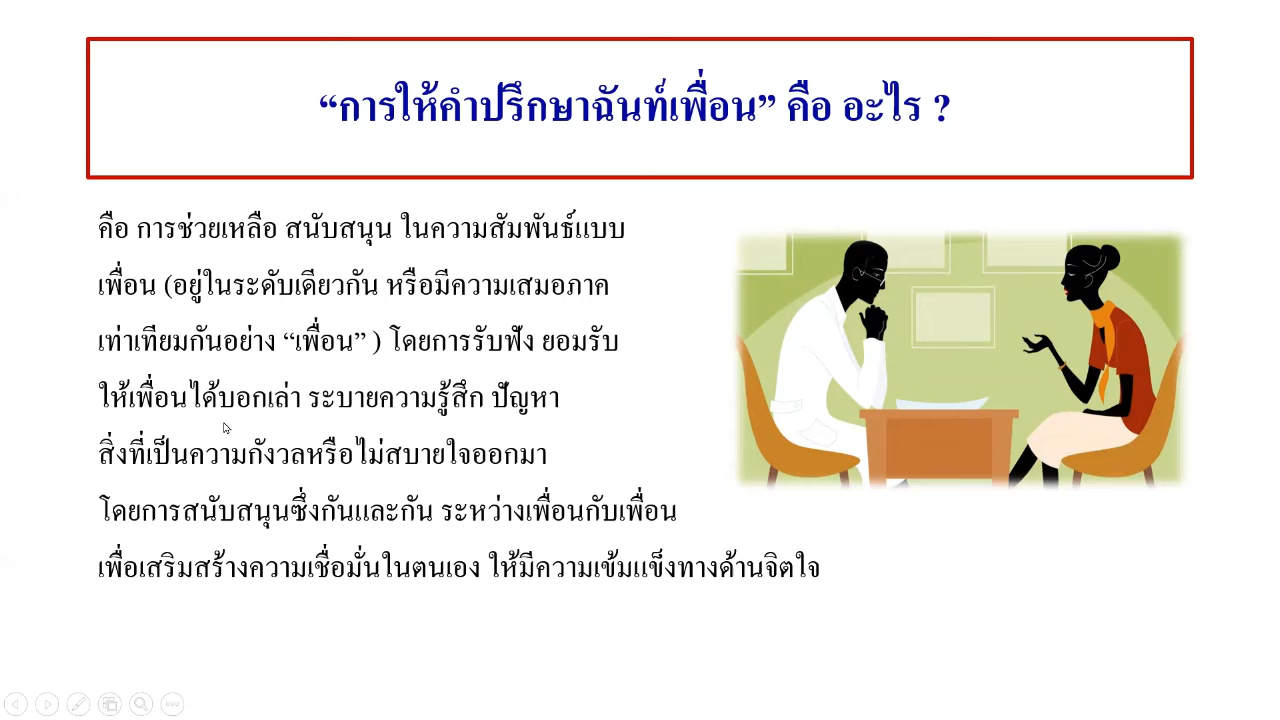 “การให้คำปรึกษาฉันท์เพื่อน” คือ อะไร ?
คือ การช่วยเหลือ สนับสนุน ในความสัมพันธ์แบบ
เพื่อน (อยู่ในระดับเดียวกัน หรือมีความเสมอภาค
เท่าเทียมกันอย่าง “เพื่อน” ) โดยการรับฟัง ยอมรับ
ให้เพื่อนได้บอกเล่า ระบายความรู้สึก ปัญหา
สิ่งที่เป็นความกังวลหรือไม่สบายใจออกมา
โดยการสนับสนุนซึ่งกันและกัน ระหว่างเพื่อนกับเพื่อน
เพื่อเสริมสร้างความเชื่อมั่นในตนเอง ให้มีความเข้มแข็งทางด้านจิตใจ